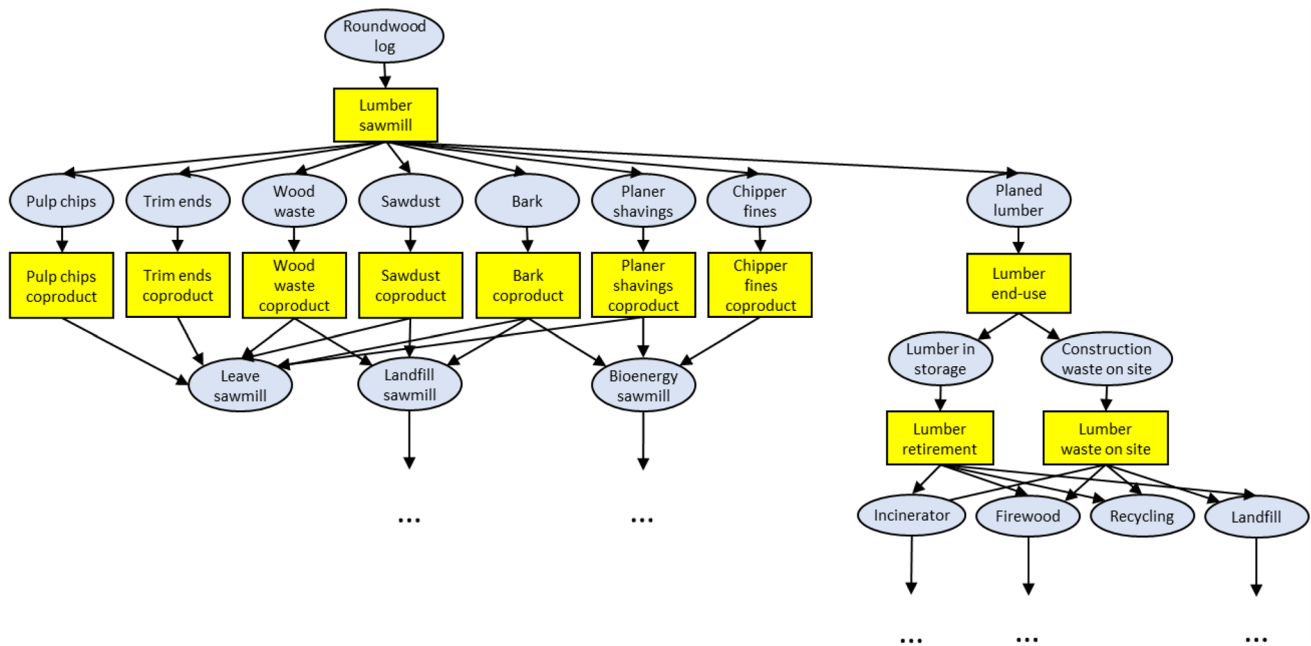 Roundwood
log
Lumber
sawmill
Pulp chips
Trim ends
Wood
waste
Sawdust
Bark
Planer
shavings
Chipper
fines
Planed
lumber
Pulp chips
coproduct
Trim ends
coproduct
Wood
waste
coproduct
Sawdust
coproduct
Bark
coproduct
Planer
shavings
coproduct
Chipper
fines
coproduct
Lumber
end-use
Leave
sawmill
Landfill
sawmill
Bioenergy
sawmill
Lumber in
storage
Construction
waste on site
Lumber
retirement
Lumber
waste on site
Incinerator
Firewood
Recycling
Landfill
...
...
...
...
...